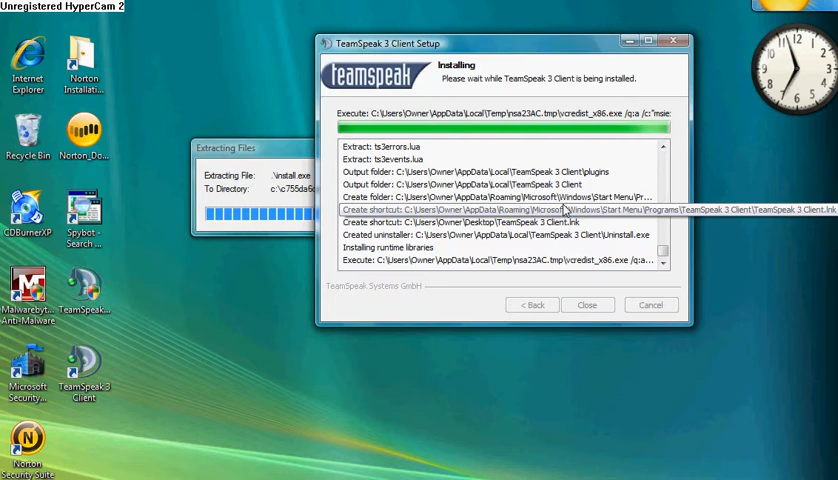 Unregistered HyperCam 2
Internet
Explorer
Norton
Installati...
Recycle Bin
Norton_Do...
CDBurnerXP
Spybot -
Search ...
Malwarebyt...
Anti-Malware
TeamSpeak...
Microsoft
Security...
TeamSpeak 3
Client
Norton
Security Suite
Extracting Files
Extracting File: .\install.exe
To Directory: c:\c755da6c
TeamSpeak 3 Client Setup
teamspeak
Installing
Please wait while TeamSpeak 3 Client is being installed.
Execute: C:\Users\Owner\AppData\Local\Temp\nsa23AC.tmp\vcredist_x86.exe /q:a /c:"msie
Extract: ts3errors.lua
Extract: ts3events.lua
Output folder: C:\Users\Owner\AppData\Local\TeamSpeak 3 Client\plugins
Output folder: C:\Users\Owner\AppData\Local\TeamSpeak 3 Client
Create folder: C:\Users\Owner\AppData\Roaming\Microsoft\Windows\Start Menu\Pr...
Create shortcut: C:\Users\Owner\AppData\Roaming\Microsoft\Windows\Start Menu\Programs\TeamSpeak 3 Client\TeamSpeak 3 Client.lnk
Create shortcut: C:\Users\Owner\Desktop\TeamSpeak 3 Client.lnk
Created uninstaller: C:\Users\Owner\AppData\Local\TeamSpeak 3 Client\Uninstall.exe
Installing runtime libraries
Execute: C:\Users\Owner\AppData\Local\Temp\nsa23AC.tmp\vcredist_x86.exe /q:a...
TeamSpeak Systems GmbH
< Back
Close
Cancel